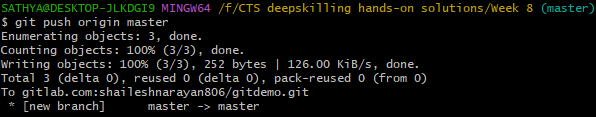 SATHYA@DESKTOP-JLKDGI9 MINGW64 /f/CTS deepskilling hands-on solutions/Week 8 (master)
$ git push origin master
Enumerating objects: 3, done.
Counting objects: 100% (3/3), done.
Writing objects: 100% (3/3), 252 bytes | 126.00 KiB/s, done.
Total 3 (delta 0), reused 0 (delta 0), pack-reused 0 (from 0)
To gitlab.com:shaileshnarayan806/gitdemo.git
 * [new branch]      master -> master